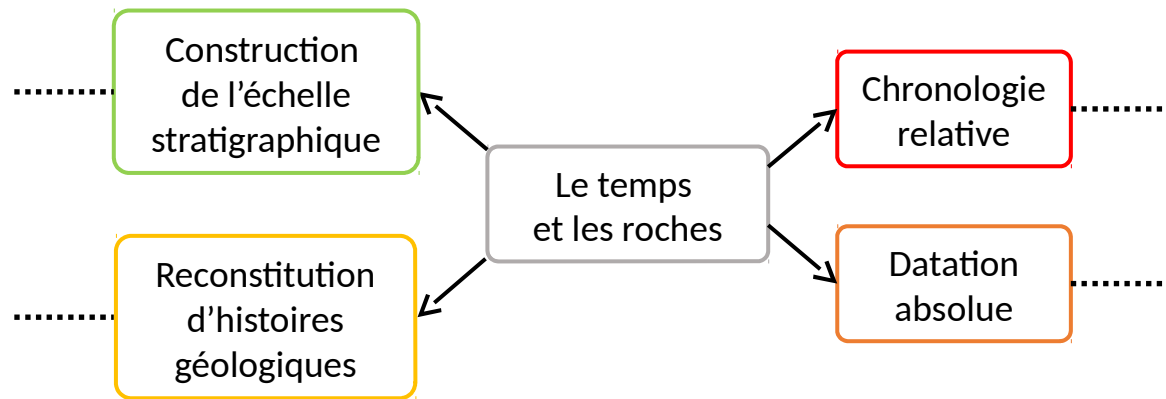 Construction
de l’échelle
stratigraphique
Chronologie
relative
Le temps
et les roches
Reconstitution
d’histoires
géologiques
Datation
absolue